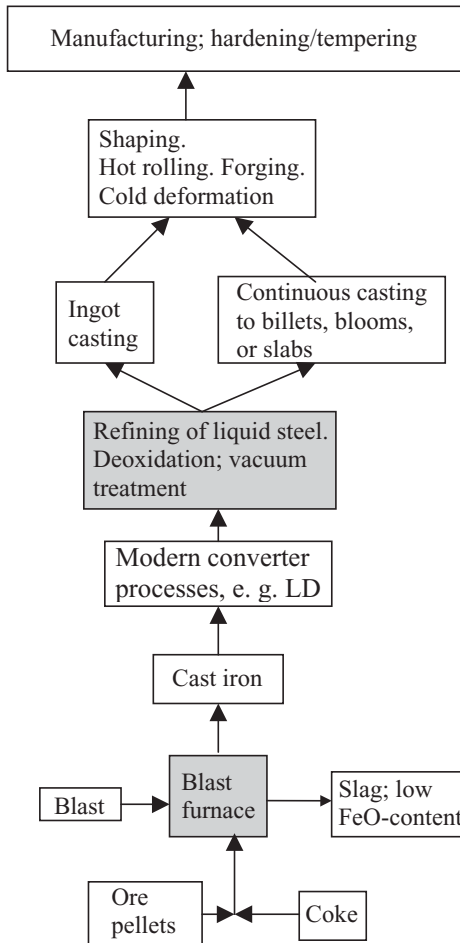 Manufacturing; hardening/tempering
Shaping.
Hot rolling. Forging.
Cold deformation
Ingot
casting
Continuous casting
to billets, blooms,
or slabs
Refining of liquid steel.
Deoxidation; vacuum
treatment
Modern converter
processes, e. g. LD
Cast iron
Blast
Blast
furnace
Slag; low
FeO-content
Ore
pellets
Coke